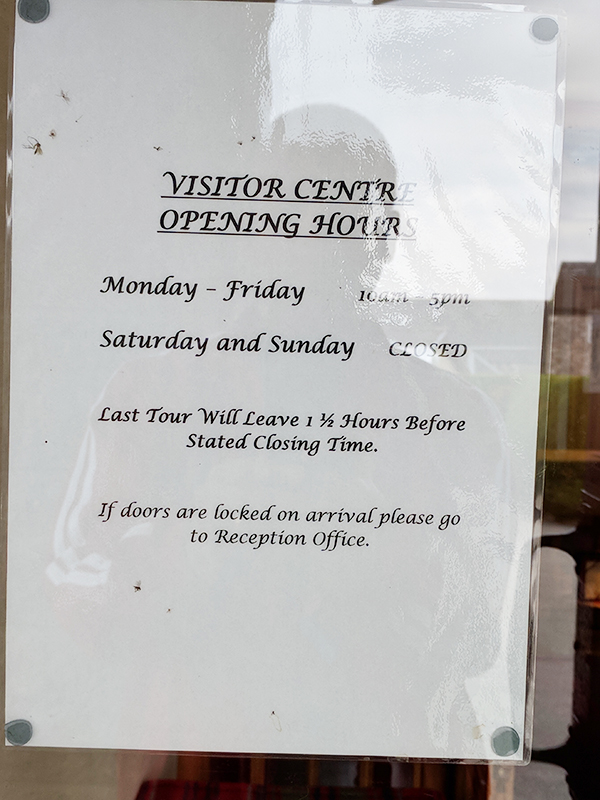 VISITOR CENTRE
OPENING HOURS
Monday – Friday 10am – 5pm
Saturday and Sunday CLOSED
Last Tour Will Leave 1 ½ Hours Before
Stated Closing Time.
If doors are locked on arrival please go
to Reception Office.